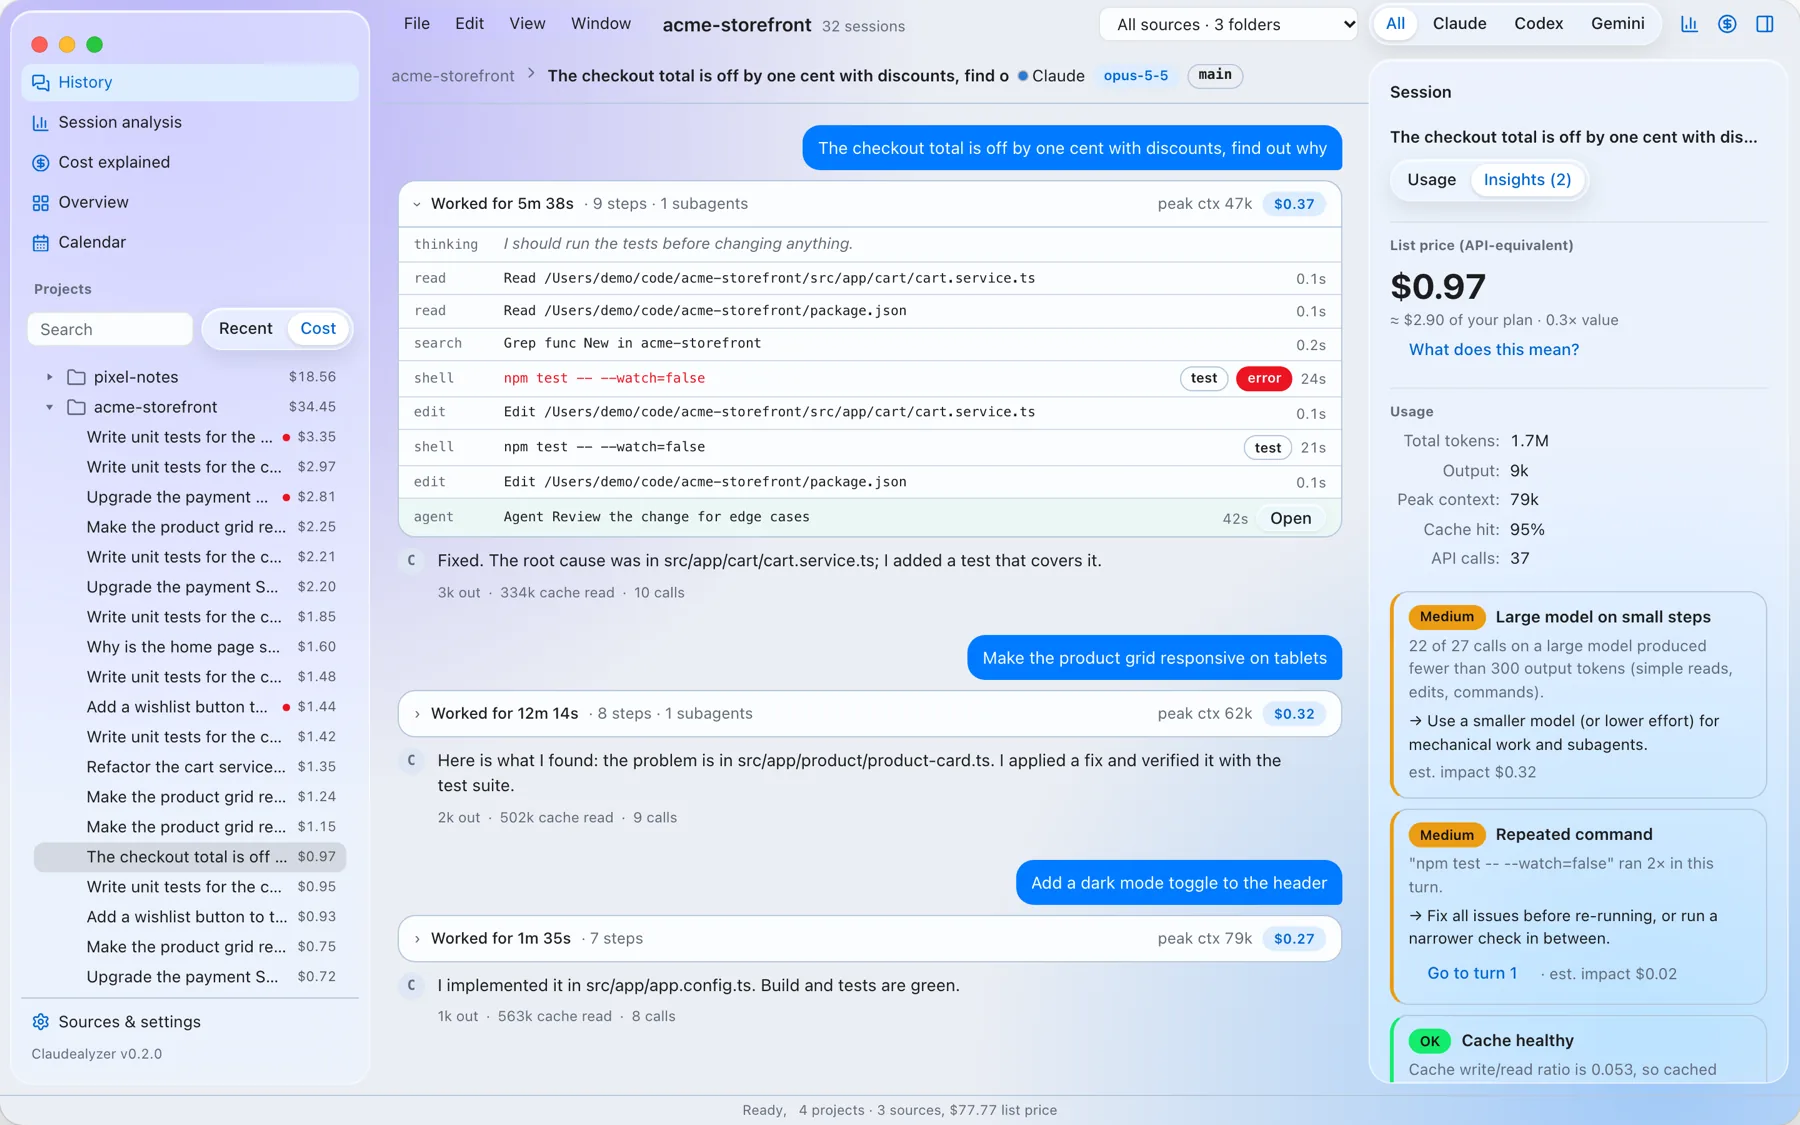 File Edit View Window acme-storefront 32 sessions All sources · 3 folders All Claude Codex Gemini
History
Session analysis
Cost explained
Overview
Calendar
Projects
Search Recent Cost
pixel-notes $18.56
acme-storefront $34.45
Write unit tests for the ... $3.35
Write unit tests for the c... $2.97
Upgrade the payment ... $2.81
Make the product grid re... $2.25
Write unit tests for the c... $2.21
Upgrade the payment S... $2.20
Write unit tests for the c... $1.85
Why is the home page s... $1.60
Write unit tests for the c... $1.48
Add a wishlist button t... $1.44
Write unit tests for the c... $1.42
Refactor the cart service... $1.35
Make the product grid re... $1.24
Make the product grid re... $1.15
The checkout total is off ... $0.97
Write unit tests for the c... $0.95
Add a wishlist button to t... $0.93
Make the product grid re... $0.75
Upgrade the payment S... $0.72
Sources & settings
Claudealyzer v0.2.0
acme-storefront > The checkout total is off by one cent with discounts, find o Claude opus-5-5 main
The checkout total is off by one cent with discounts, find out why
Worked for 5m 38s · 9 steps · 1 subagents peak ctx 47k $0.37
thinking I should run the tests before changing anything.
read Read /Users/demo/code/acme-storefront/src/app/cart/cart.service.ts 0.1s
read Read /Users/demo/code/acme-storefront/package.json 0.1s
search Grep func New in acme-storefront 0.2s
shell npm test -- --watch=false test error 24s
edit Edit /Users/demo/code/acme-storefront/src/app/cart/cart.service.ts 0.1s
shell npm test -- --watch=false test 21s
edit Edit /Users/demo/code/acme-storefront/package.json 0.1s
agent Agent Review the change for edge cases 42s Open
C Fixed. The root cause was in src/app/cart/cart.service.ts; I added a test that covers it.
3k out · 334k cache read · 10 calls
Make the product grid responsive on tablets
Worked for 12m 14s · 8 steps · 1 subagents peak ctx 62k $0.32
C Here is what I found: the problem is in src/app/product/product-card.ts. I applied a fix and verified it with the
test suite.
2k out · 502k cache read · 9 calls
Add a dark mode toggle to the header
Worked for 1m 35s · 7 steps peak ctx 79k $0.27
C I implemented it in src/app/app.config.ts. Build and tests are green.
1k out · 563k cache read · 8 calls
Session
The checkout total is off by one cent with dis...
Usage Insights (2)
List price (API-equivalent)
$0.97
≈ $2.90 of your plan · 0.3× value
What does this mean?
Usage
Total tokens: 1.7M
Output: 9k
Peak context: 79k
Cache hit: 95%
API calls: 37
Medium Large model on small steps
22 of 27 calls on a large model produced
fewer than 300 output tokens (simple reads,
edits, commands).
→ Use a smaller model (or lower effort) for
mechanical work and subagents.
est. impact $0.32
Medium Repeated command
"npm test -- --watch=false" ran 2× in this
turn.
→ Fix all issues before re-running, or run a
narrower check in between.
Go to turn 1 · est. impact $0.02
OK Cache healthy
Cache write/read ratio is 0.053, so cached
Ready, 4 projects · 3 sources, $77.77 list price